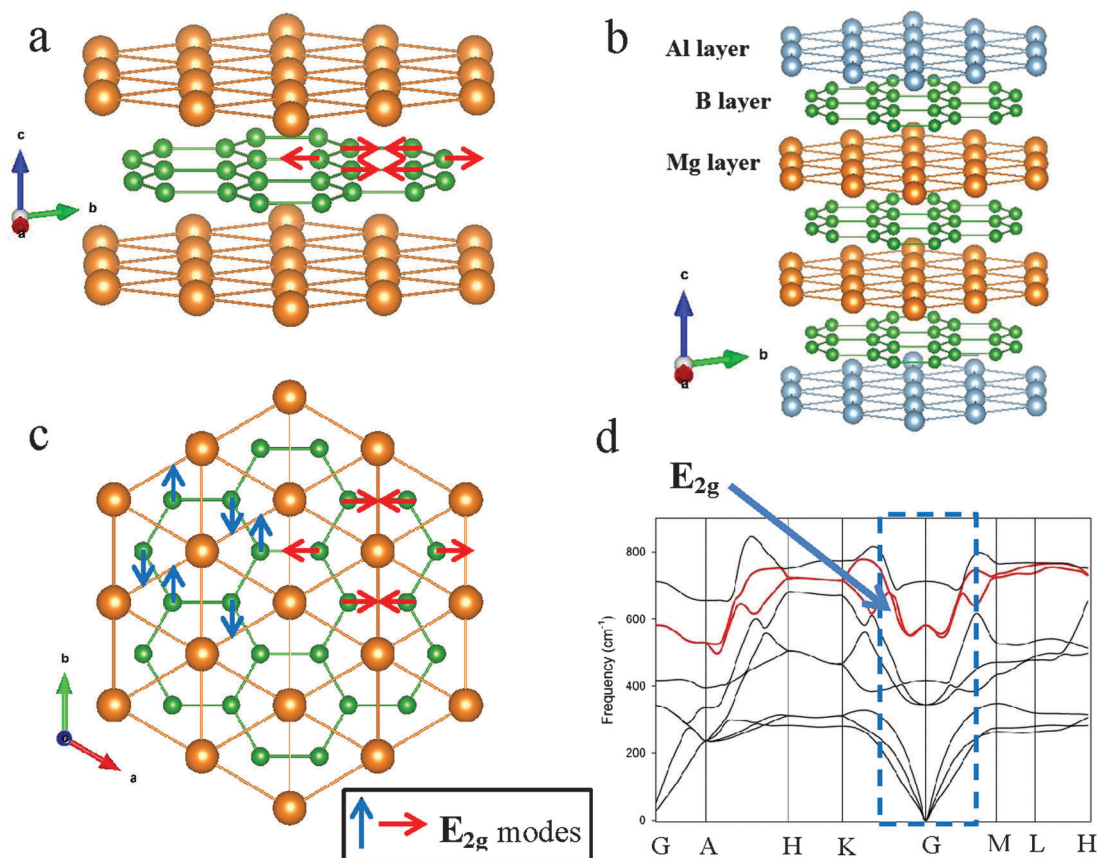 a
c
b
a
b
Al layer
B layer
Mg layer
c
b
a
c
b
c
a
E2g modes
d
E2g
Frequency (cm⁻¹)
800
600
400
200
0
G A H K G M L H